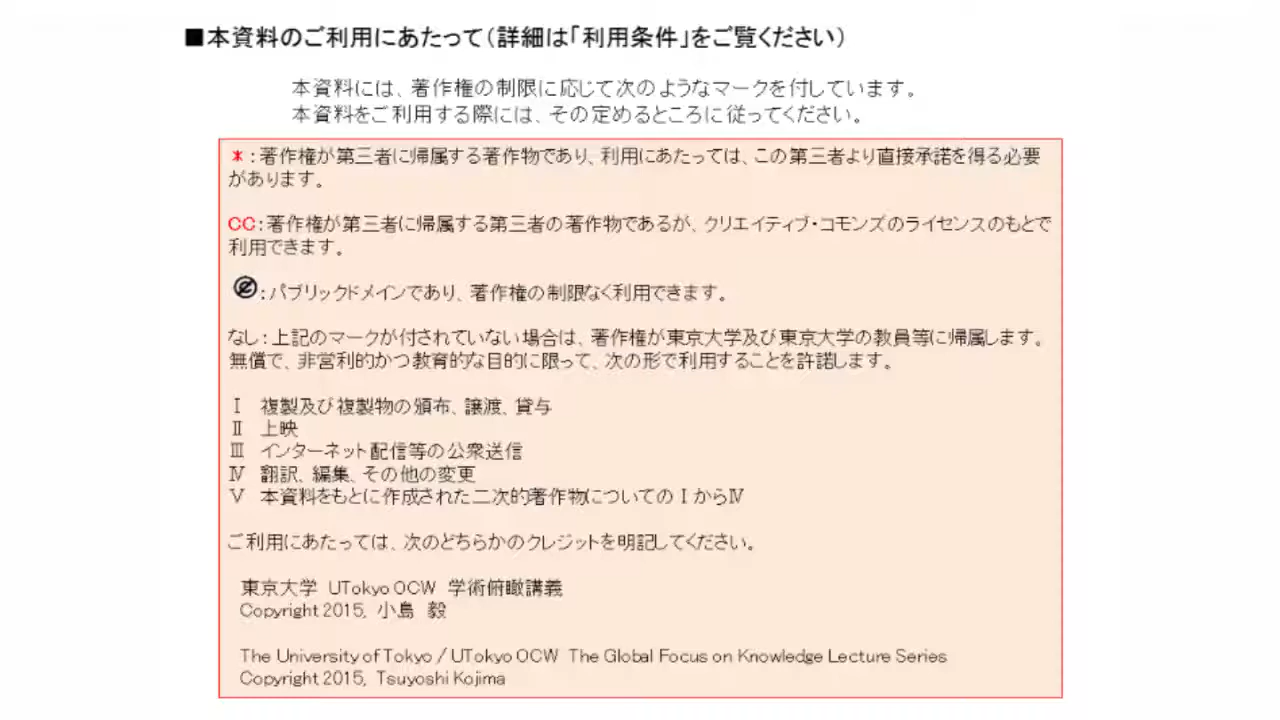 ■本資料のご利用にあたって(詳細は「利用条件」をご覧ください)
本資料には、著作権の制限に応じて次のようなマークを付しています。
本資料をご利用する際には、その定めるところに従ってください。
*:著作権が第三者に帰属する著作物であり、利用にあたっては、この第三者より直接承諾を得る必要
があります。
CC:著作権が第三者に帰属する第三者の著作物であるが、クリエイティブ・コモンズのライセンスのもとで
利用できます。
:パブリックドメインであり、著作権の制限なく利用できます。
なし:上記のマークが付されていない場合は、著作権が東京大学及び東京大学の教員等に帰属します。
無償で、非営利的かつ教育的な目的に限って、次の形で利用することを許諾します。
Ⅰ 複製及び複製物の頒布、譲渡、貸与
Ⅱ 上映
Ⅲ インターネット配信等の公衆送信
Ⅳ 翻訳、編集、その他の変更
Ⅴ 本資料をもとに作成された二次的著作物についてのⅠからⅣ
ご利用にあたっては、次のどちらかのクレジットを明記してください。
東京大学 UTokyo OCW 学術俯瞰講義
Copyright 2015, 小島 毅
The University of Tokyo / UTokyo OCW The Global Focus on Knowledge Lecture Series
Copyright 2015, Tsuyoshi Kojima